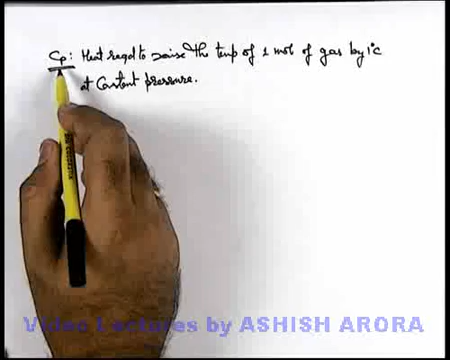 Cp: Heat reqd to raise the temp of 1 mol of gas by 1°C
at Constant pressure.
Video Lectures by ASHISH ARORA